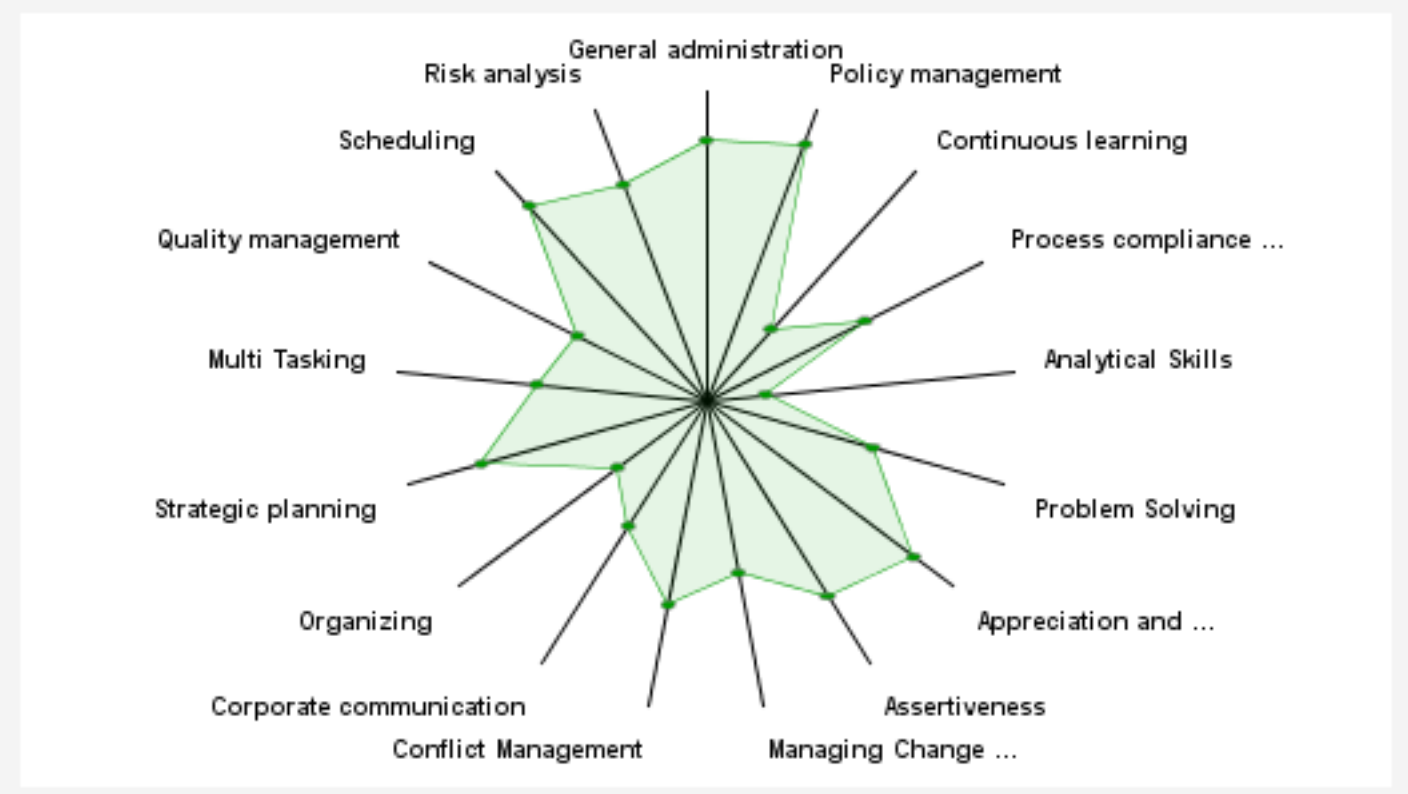 General administration
Risk analysis
Policy management
Scheduling
Continuous learning
Quality management
Process compliance ...
Multi Tasking
Analytical Skills
Strategic planning
Problem Solving
Organizing
Appreciation and ...
Corporate communication
Assertiveness
Conflict Management
Managing Change ...